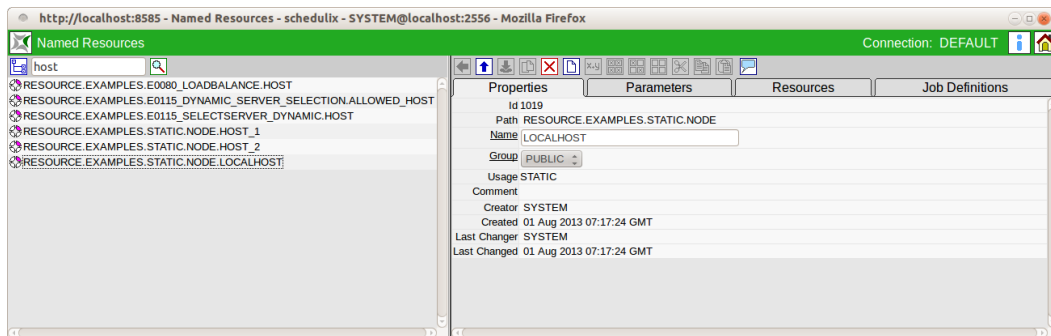 http://localhost:8585 - Named Resources - schedulix - SYSTEM@localhost:2556 - Mozilla Firefox
Named Resources
Connection: DEFAULT
host
RESOURCE.EXAMPLES.E0080_LOADBALANCE.HOST
RESOURCE.EXAMPLES.E0115_DYNAMIC_SERVER_SELECTION.ALLOWED_HOST
RESOURCE.EXAMPLES.E0115_SELECTSERVER_DYNAMIC.HOST
RESOURCE.EXAMPLES.STATIC.NODE.HOST_1
RESOURCE.EXAMPLES.STATIC.NODE.HOST_2
RESOURCE.EXAMPLES.STATIC.NODE.LOCALHOST
Properties Parameters Resources Job Definitions
Id 1019
Path RESOURCE.EXAMPLES.STATIC.NODE
Name LOCALHOST
Group PUBLIC
Usage STATIC
Comment
Creator SYSTEM
Created 01 Aug 2013 07:17:24 GMT
Last Changer SYSTEM
Last Changed 01 Aug 2013 07:17:24 GMT